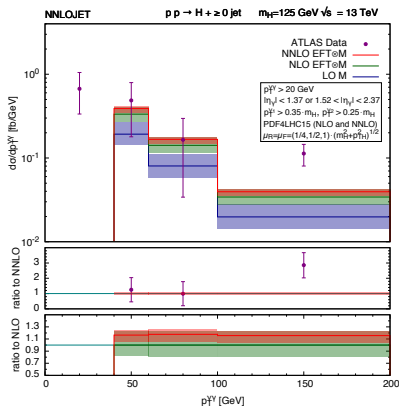 NNLOJET p p → H + ≥ 0 jet m_H=125 GeV √s = 13 TeV
ATLAS Data
NNLO EFT⊗M
NLO EFT⊗M
LO M
p_T^γ > 20 GeV
|η_γ| < 1.37 or 1.52 < |η_γ| < 2.37
p_T^γ1 > 0.35·m_H, p_T^γ2 > 0.25·m_H
PDF4LHC15 (NLO and NNLO)
μ_R=μ_F=(1/4,1/2,1)·(m_H^2+p_TH^2)^1/2
dσ/dp_T^γγ [fb/GeV]
10^0
10^-1
10^-2
ratio to NNLO
4
3
2
1
0
ratio to NLO
1.3
1.1
1.0
0.9
0.7
0.5
0 50 100 150 200
p_T^γγ [GeV]